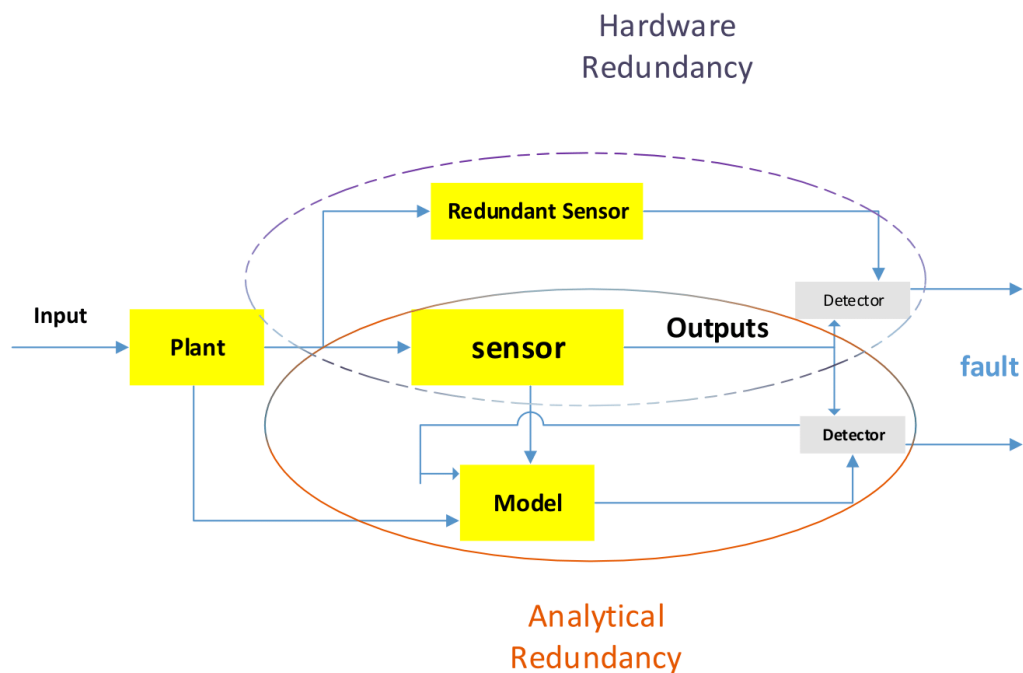 Hardware
Redundancy
Redundant Sensor
Detector
Input
Plant
sensor
Outputs
fault
Detector
Model
Analytical
Redundancy